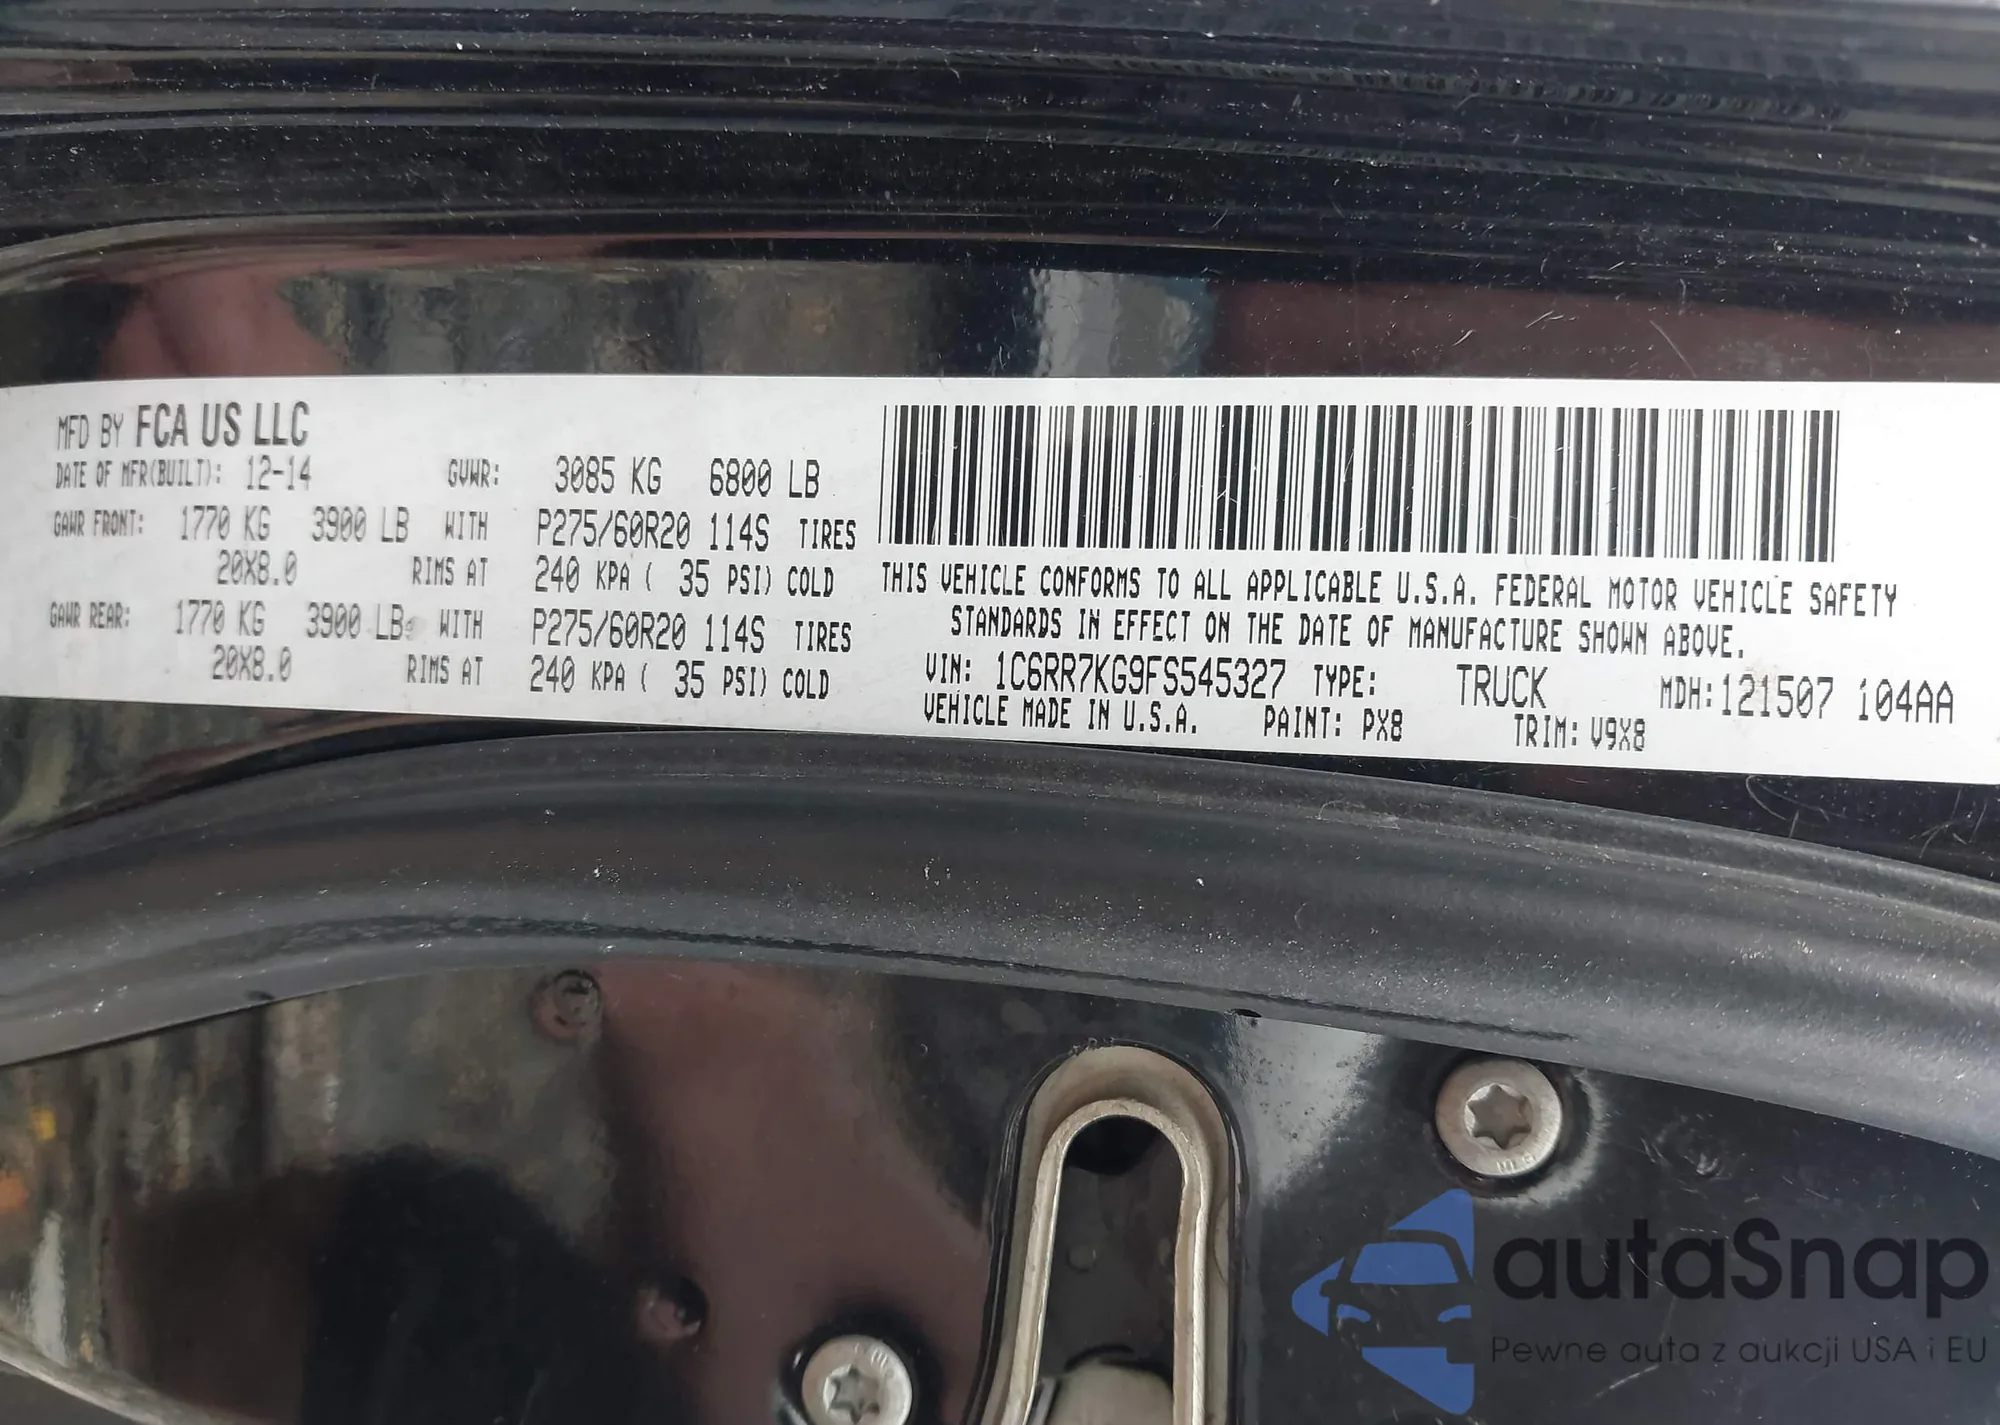 MFD BY FCA US LLC
DATE OF MFR(BUILT): 12-14 GVWR: 3085 KG 6800 LB
GAWR FRONT: 1770 KG 3900 LB WITH P275/60R20 114S TIRES
20X8.0 RIMS AT 240 KPA ( 35 PSI) COLD
GAWR REAR: 1770 KG 3900 LB WITH P275/60R20 114S TIRES
20X8.0 RIMS AT 240 KPA ( 35 PSI) COLD
THIS VEHICLE CONFORMS TO ALL APPLICABLE U.S.A. FEDERAL MOTOR VEHICLE SAFETY
STANDARDS IN EFFECT ON THE DATE OF MANUFACTURE SHOWN ABOVE.
VIN: 1C6RR7KG9FS545327 TYPE: TRUCK MDH: 121507 104AA
VEHICLE MADE IN U.S.A. PAINT: PX8 TRIM: V9X8
autaSnap
Pewne auta z aukcji USA i EU